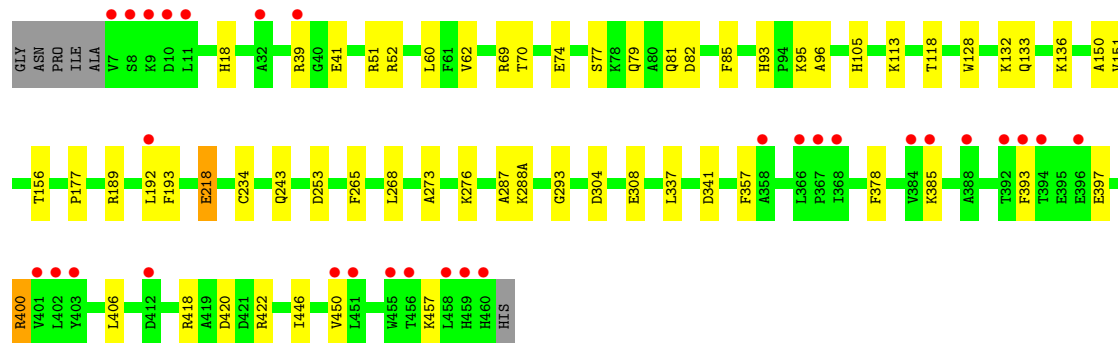 GLY ASN PRO ILE ALA V7 S8 K9 D10 L11 H18 A32 R39 G40 E41 R51 R52 L60 F61 V62 R69 T70 E74 S77 K78 Q79 A80 Q81 D82 F85 H93 P94 K95 A96 H105 K113 T118 W128 K132 Q133 K136 A150
T156 P177 R189 L192 F193 E218 C234 Q243 D253 F265 L268 A273 K276 A287 K288A G293 D304 E308 L337 D341 F357 A358 L366 P367 I368 F378 V384 K385 A388 T392 F393 T394 E395 E396 E397
R400 V401 L402 Y403 L406 D412 R418 A419 D420 D421 R422 I446 V450 L451 W455 T456 K457 L458 H459 H460 HIS